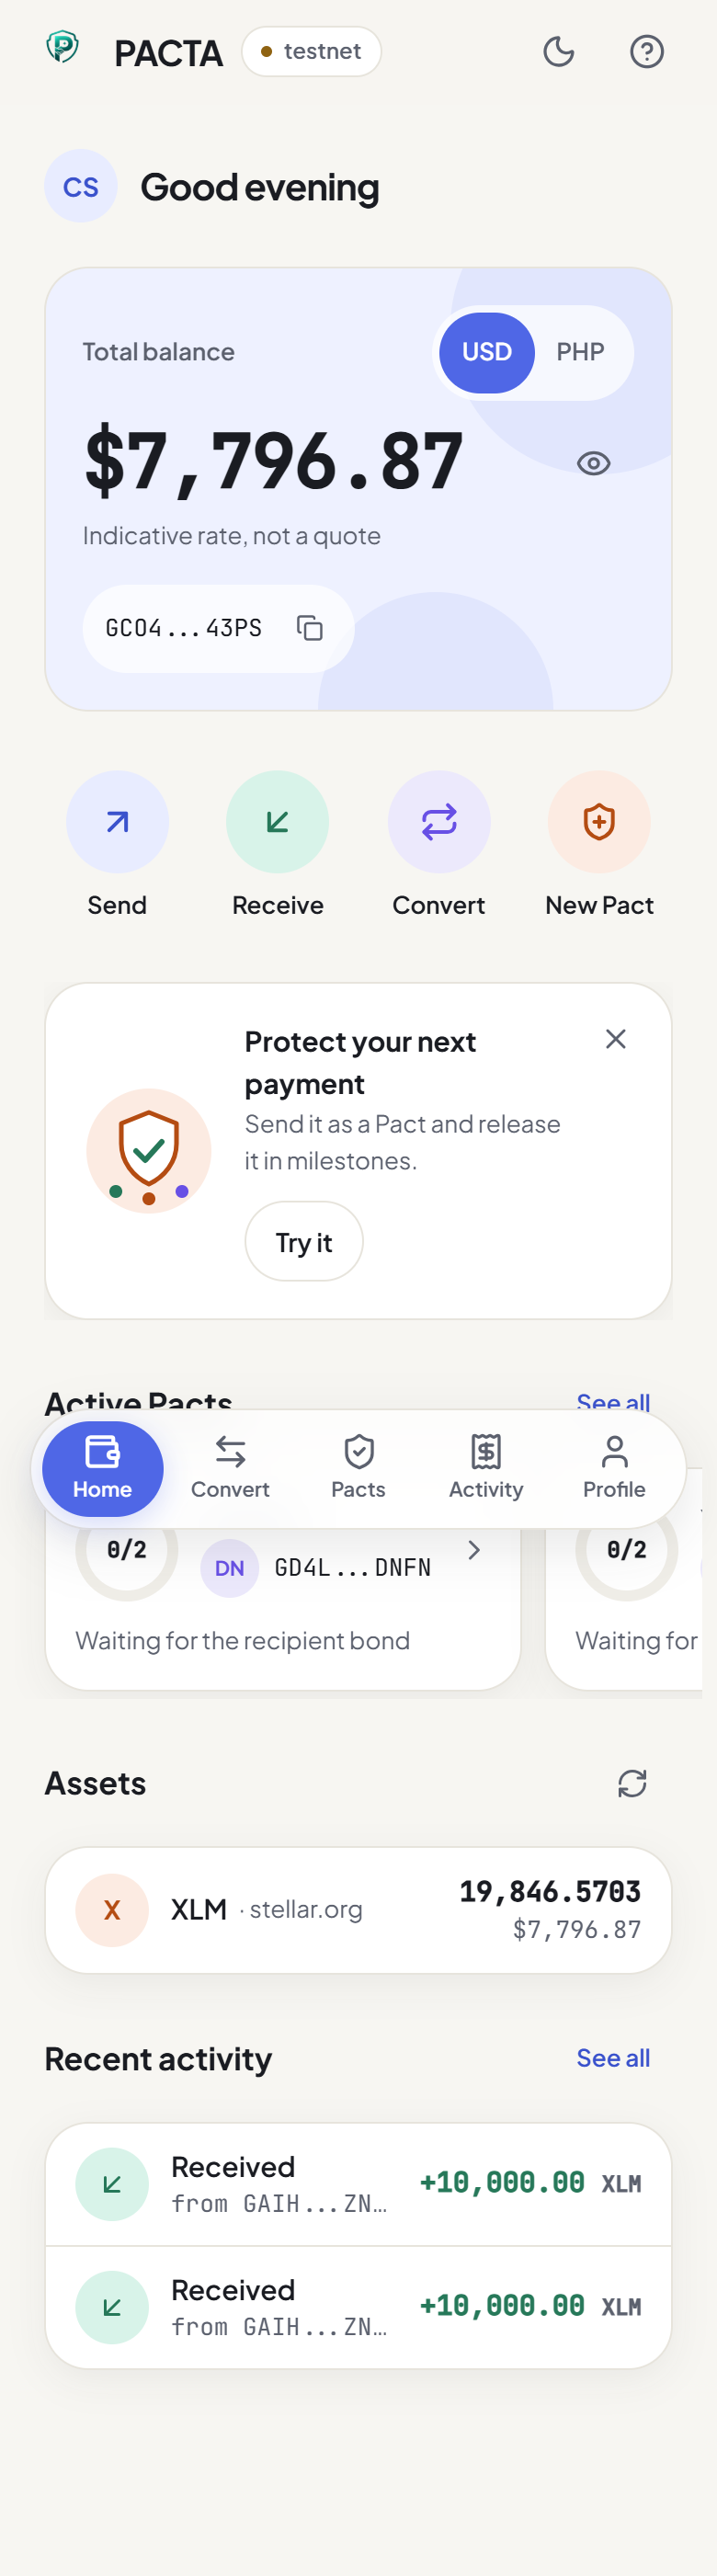 PACTA
testnet
CS
Good evening
Total balance
USD
PHP
$7,796.87
Indicative rate, not a quote
GCO4...43PS
Send
Receive
Convert
New Pact
Protect your next
payment
Send it as a Pact and release
it in milestones.
Try it
Active Pacts
See all
Home
Convert
Pacts
Activity
Profile
0/2
DN
GD4L...DNFN
0/2
Waiting for the recipient bond
Waiting for
Assets
X
XLM · stellar.org
19,846.5703
$7,796.87
Recent activity
See all
Received
from GAIH...ZN…
+10,000.00 XLM
Received
from GAIH...ZN…
+10,000.00 XLM